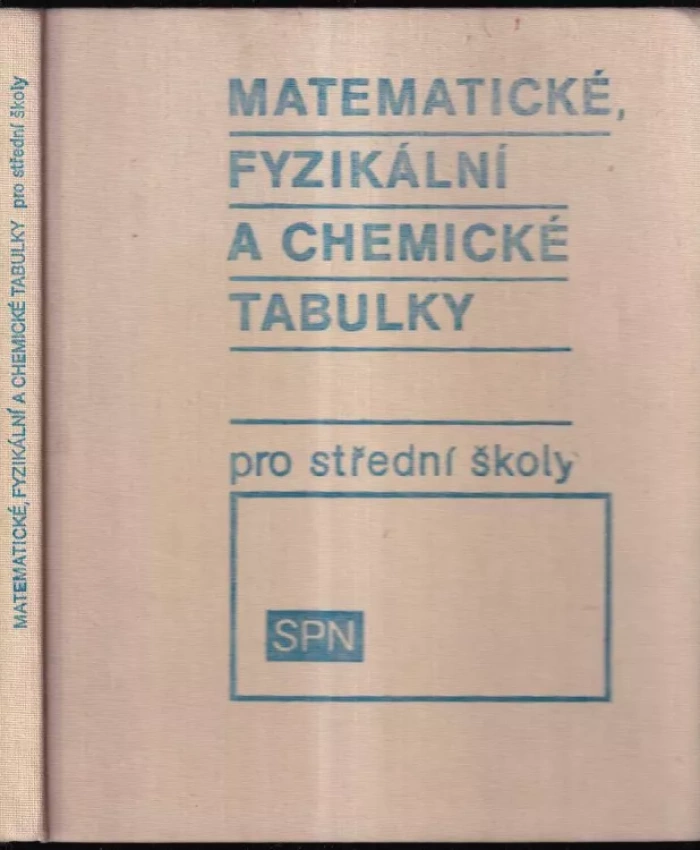 MATEMATICKÉ, FYZIKÁLNÍ A CHEMICKÉ TABULKY pro střední školy
MATEMATICKÉ,
FYZIKÁLNÍ
A CHEMICKÉ
TABULKY
pro střední školy
SPN